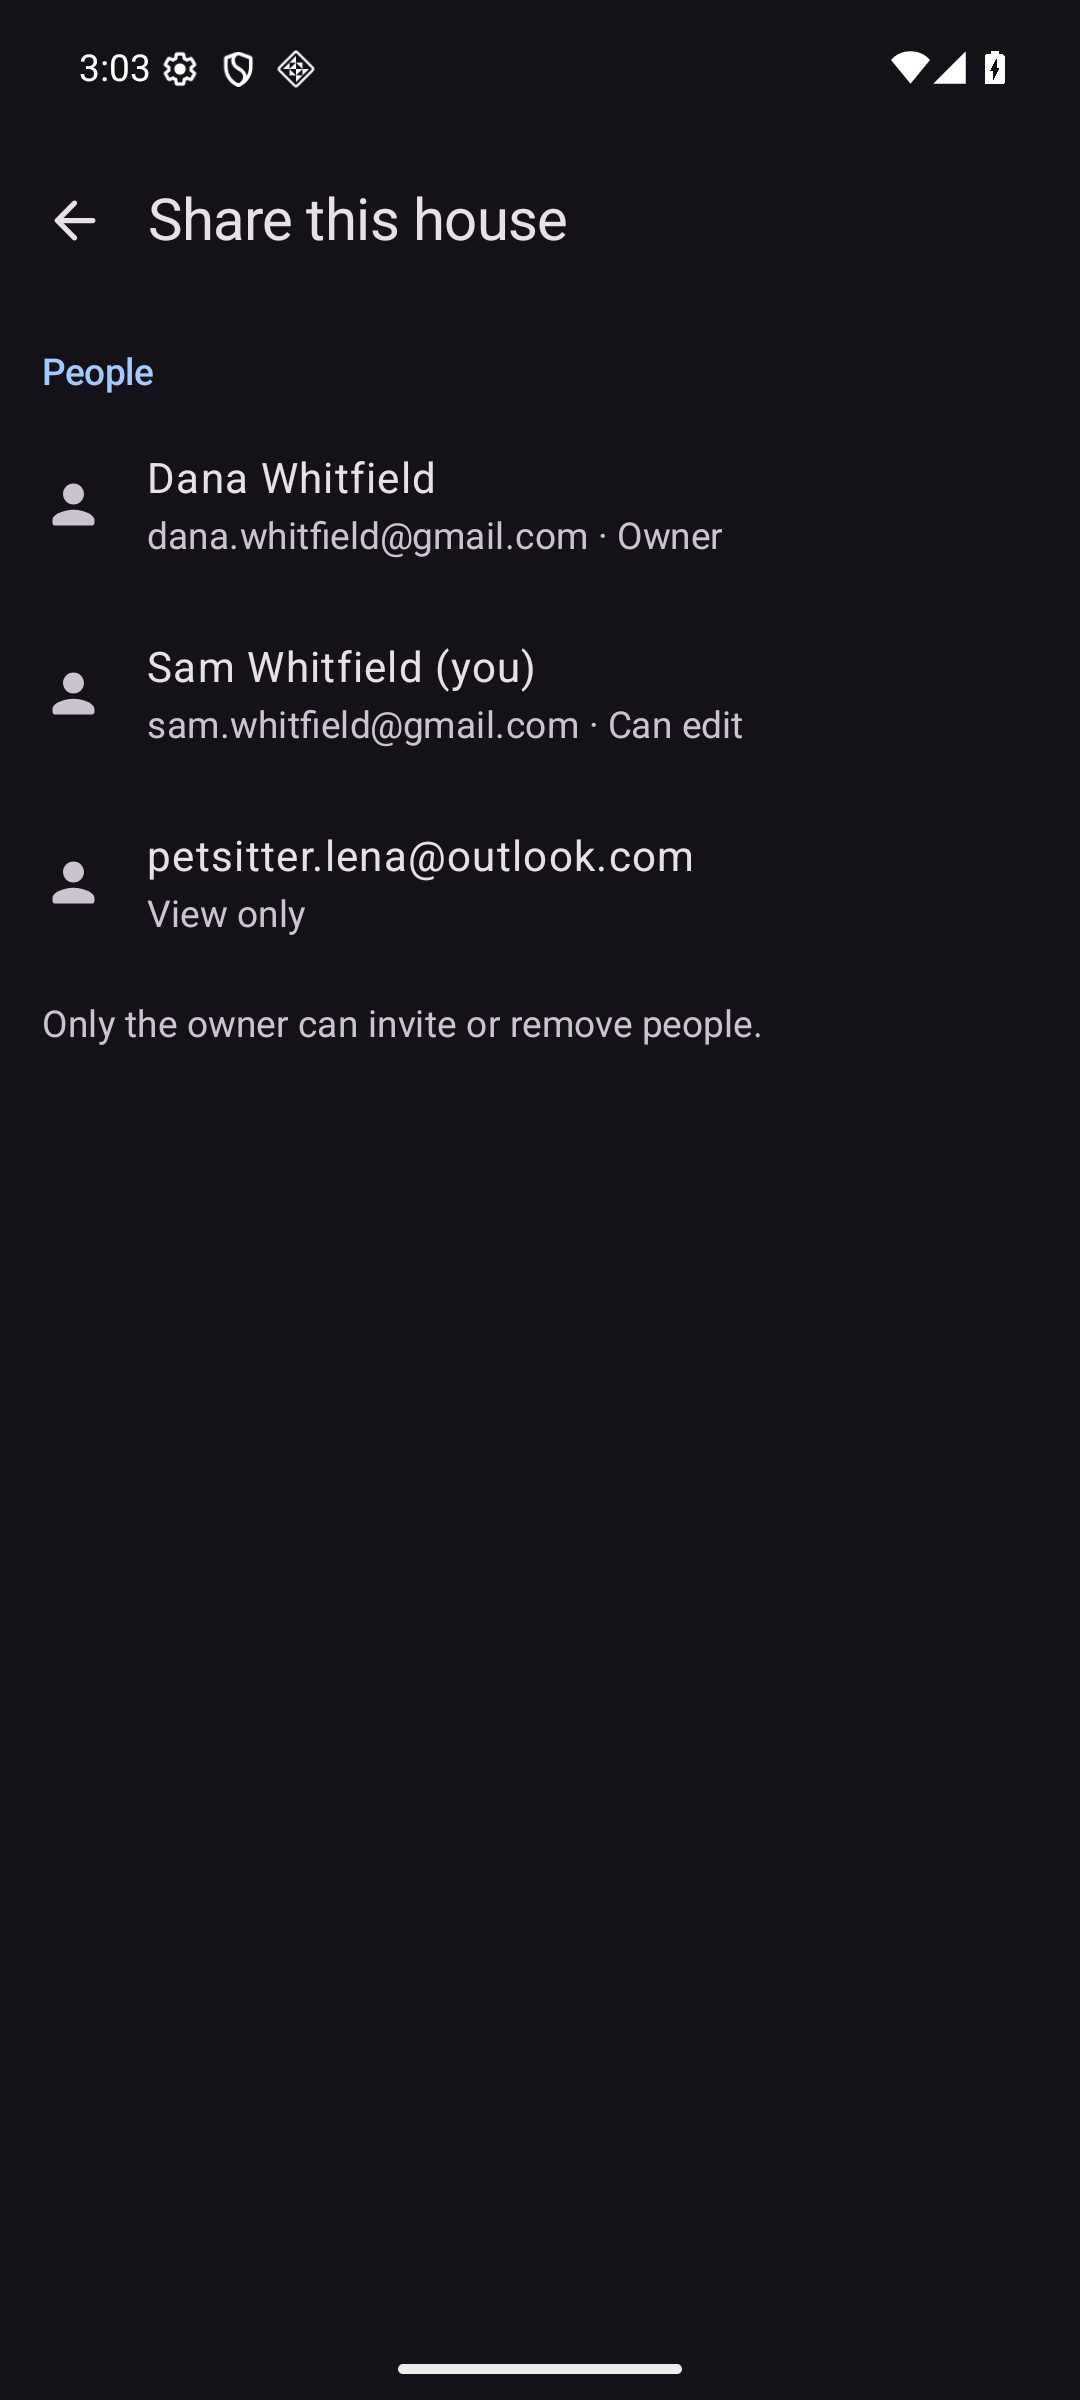 3:03
Share this house
People
Dana Whitfield
dana.whitfield@gmail.com · Owner
Sam Whitfield (you)
sam.whitfield@gmail.com · Can edit
petsitter.lena@outlook.com
View only
Only the owner can invite or remove people.